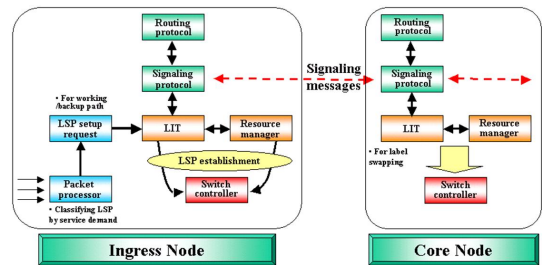 Routing
protocol
Signaling
protocol
• For working
/backup path
LSP setup
request
LIT
Resource
manager
LSP establishment
Packet
processor
Switch
controller
• Classifying LSP
by service demand
Ingress Node
Signaling
messages
Routing
protocol
Signaling
protocol
LIT
Resource
manager
• For label
swapping
Switch
controller
Core Node